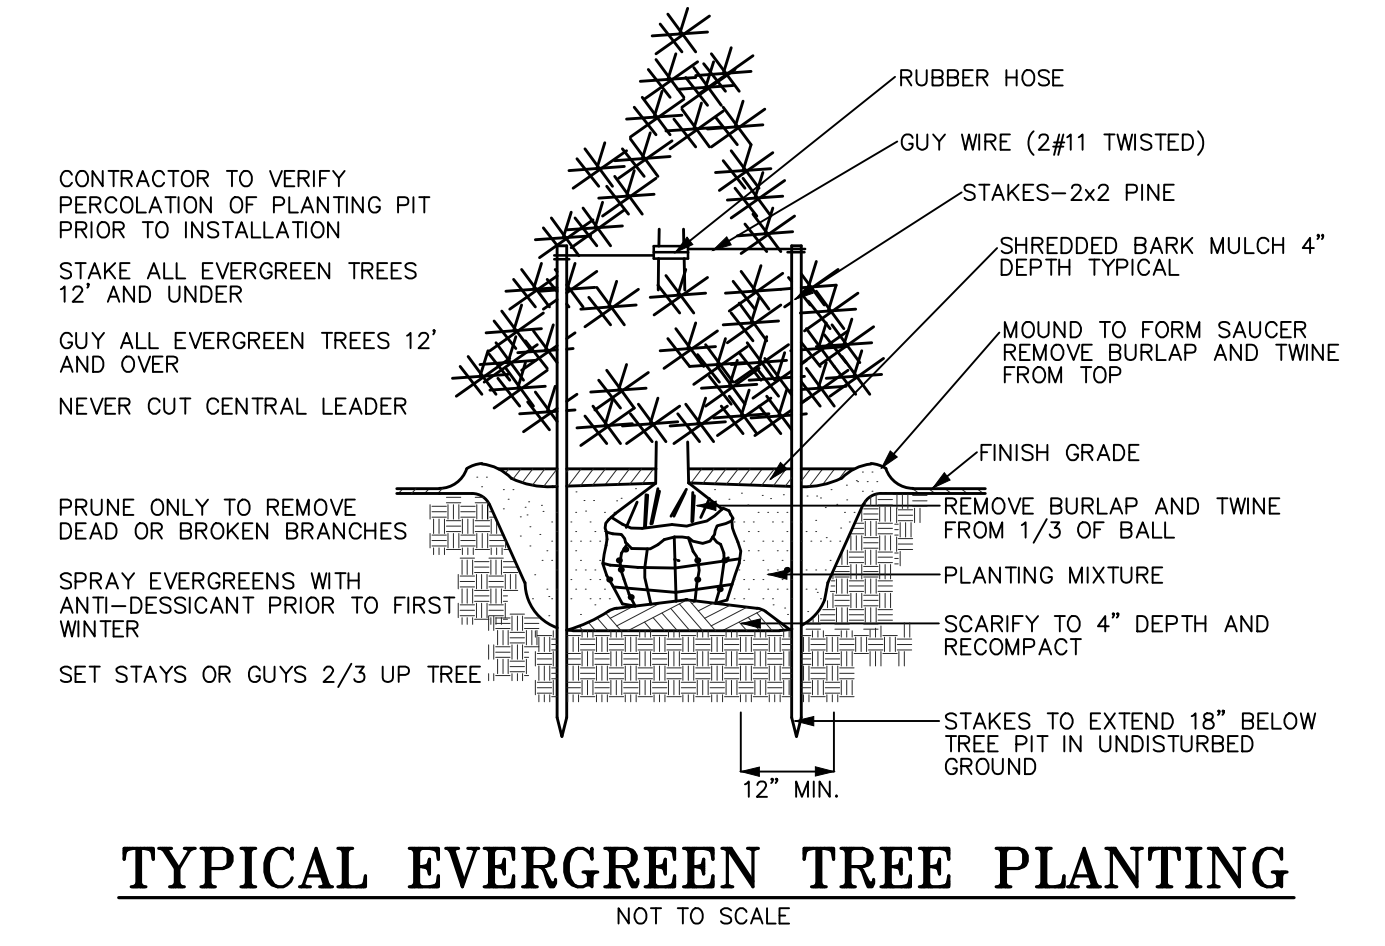 CONTRACTOR TO VERIFY
PERCOLATION OF PLANTING PIT
PRIOR TO INSTALLATION
STAKE ALL EVERGREEN TREES
12' AND UNDER
GUY ALL EVERGREEN TREES 12'
AND OVER
NEVER CUT CENTRAL LEADER
PRUNE ONLY TO REMOVE
DEAD OR BROKEN BRANCHES
SPRAY EVERGREENS WITH
ANTI-DESSICANT PRIOR TO FIRST
WINTER
SET STAYS OR GUYS 2/3 UP TREE
RUBBER HOSE
GUY WIRE (2#11 TWISTED)
STAKES-2x2 PINE
SHREDDED BARK MULCH 4"
DEPTH TYPICAL
MOUND TO FORM SAUCER
REMOVE BURLAP AND TWINE
FROM TOP
FINISH GRADE
REMOVE BURLAP AND TWINE
FROM 1/3 OF BALL
PLANTING MIXTURE
SCARIFY TO 4" DEPTH AND
RECOMPACT
STAKES TO EXTEND 18" BELOW
TREE PIT IN UNDISTURBED
GROUND
12" MIN.
TYPICAL EVERGREEN TREE PLANTING
NOT TO SCALE